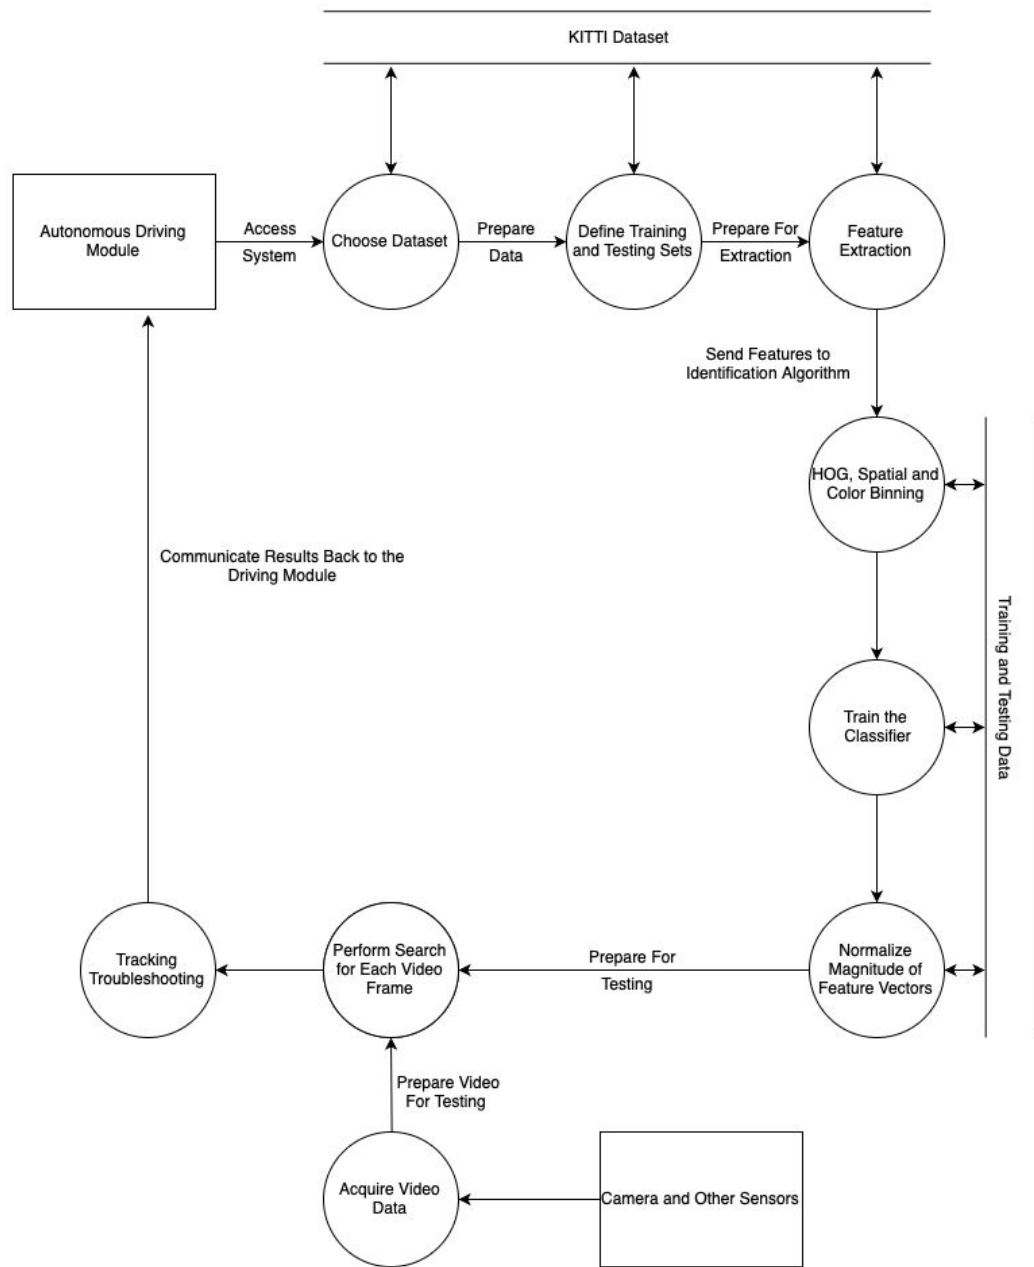 KITTI Dataset
Autonomous Driving
Module
Access
System
Choose Dataset
Prepare
Data
Define Training
and Testing Sets
Prepare For
Extraction
Feature
Extraction
Send Features to
Identification Algorithm
HOG, Spatial and
Color Binning
Communicate Results Back to the
Driving Module
Training and Testing Data
Train the
Classifier
Tracking
Troubleshooting
Perform Search
for Each Video
Frame
Prepare For
Testing
Normalize
Magnitude of
Feature Vectors
Prepare Video
For Testing
Acquire Video
Data
Camera and Other Sensors